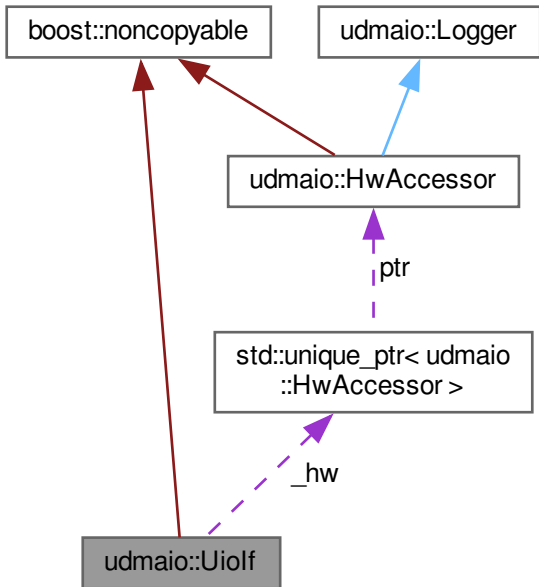 boost::noncopyable
udmaio::Logger
udmaio::HwAccessor
ptr
std::unique_ptr< udmaio
::HwAccessor >
_hw
udmaio::UioIf